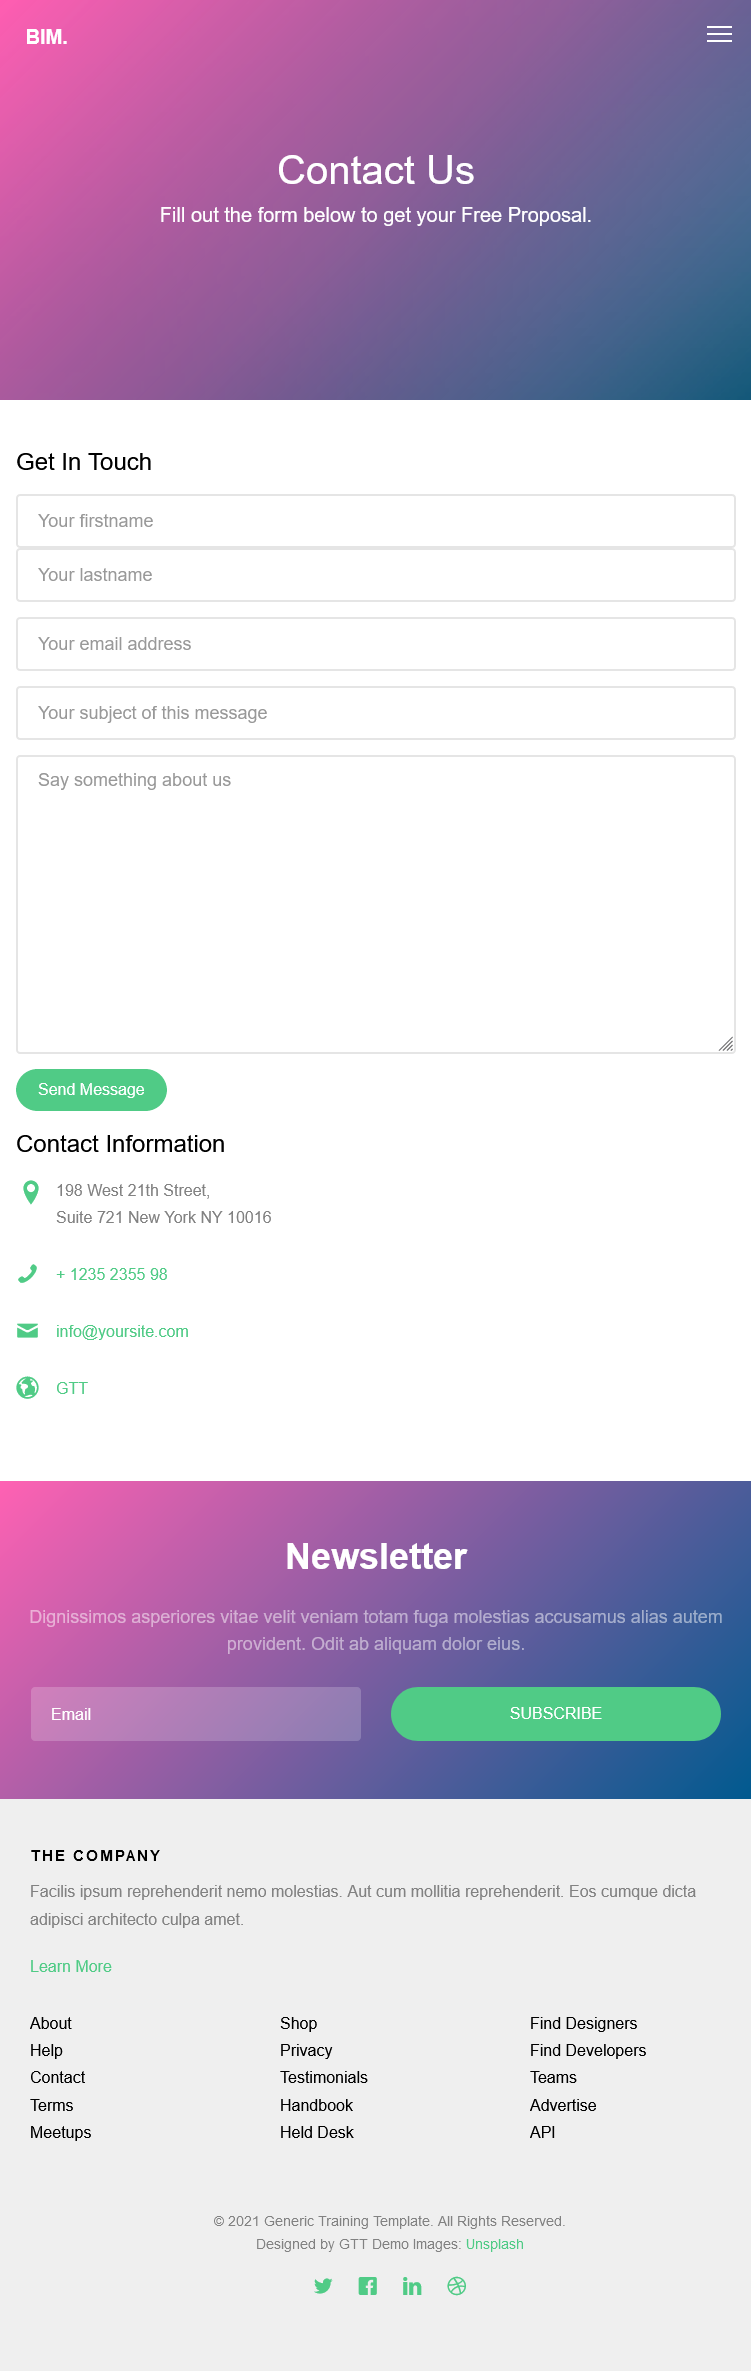 BIM.
Contact Us
Fill out the form below to get your Free Proposal.
Get In Touch
Your firstname
Your lastname
Your email address
Your subject of this message
Say something about us
Send Message
Contact Information
198 West 21th Street,
Suite 721 New York NY 10016
+ 1235 2355 98
info@yoursite.com
GTT
Newsletter
Dignissimos asperiores vitae velit veniam totam fuga molestias accusamus alias autem
provident. Odit ab aliquam dolor eius.
Email
SUBSCRIBE
THE COMPANY
Facilis ipsum reprehenderit nemo molestias. Aut cum mollitia reprehenderit. Eos cumque dicta
adipisci architecto culpa amet.
Learn More
About
Help
Contact
Terms
Meetups
Shop
Privacy
Testimonials
Handbook
Held Desk
Find Designers
Find Developers
Teams
Advertise
API
© 2021 Generic Training Template. All Rights Reserved.
Designed by GTT Demo Images: Unsplash